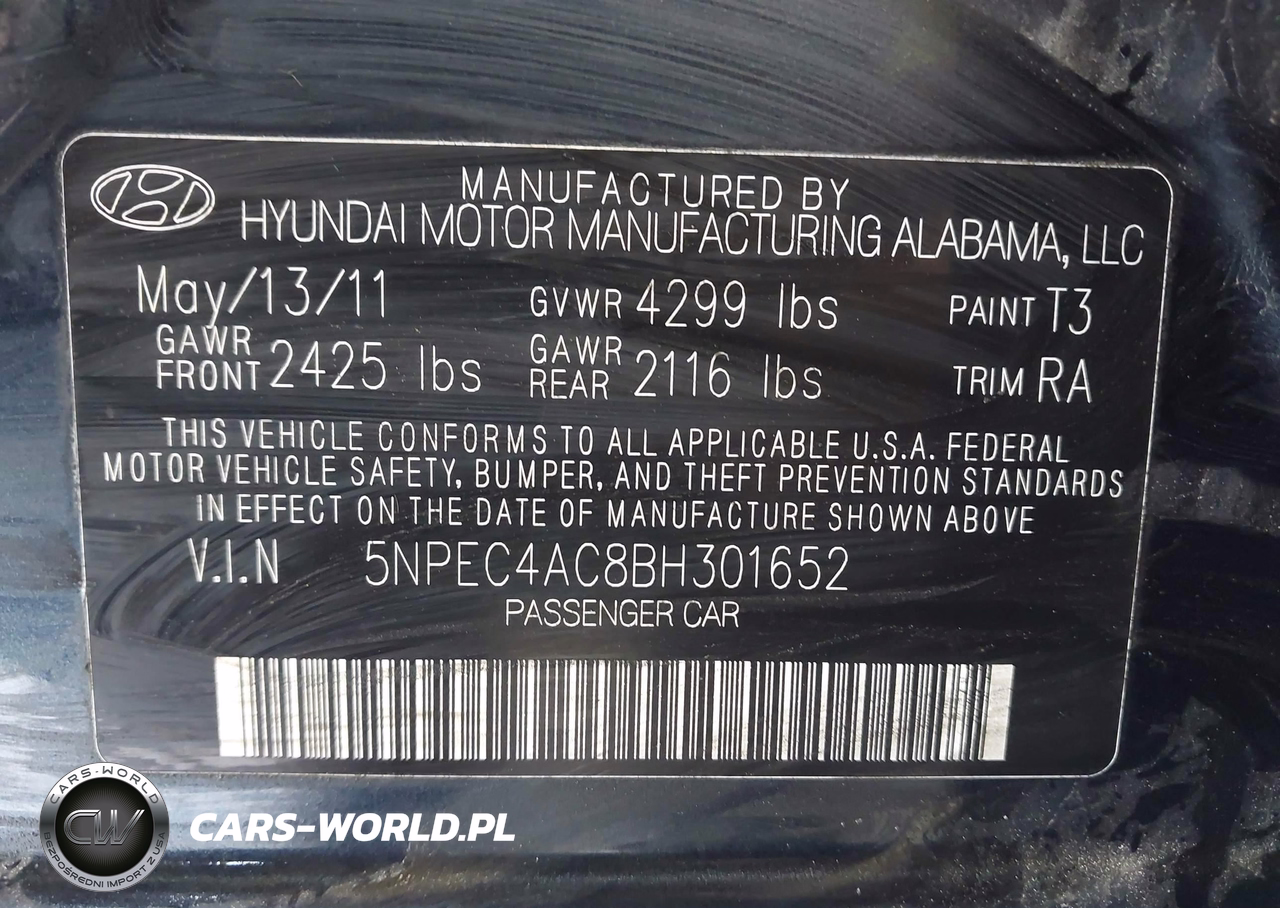 MANUFACTURED BY
HYUNDAI MOTOR MANUFACTURING ALABAMA, LLC
May/13/11 GVWR 4299 lbs PAINT T3
GAWR FRONT 2425 lbs GAWR REAR 2116 lbs TRIM RA
THIS VEHICLE CONFORMS TO ALL APPLICABLE U.S.A. FEDERAL
MOTOR VEHICLE SAFETY, BUMPER, AND THEFT PREVENTION STANDARDS
IN EFFECT ON THE DATE OF MANUFACTURE SHOWN ABOVE
V.I.N 5NPEC4AC8BH301652
PASSENGER CAR
CARS-WORLD
CW
BEZPOŚREDNI IMPORT Z USA
CARS-WORLD.PL